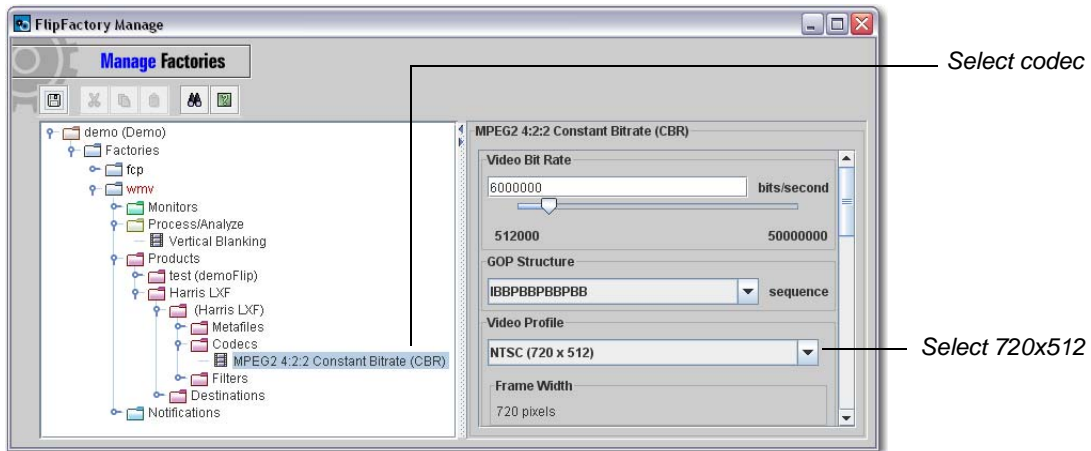 FlipFactory Manage
Manage Factories
Select codec
demo (Demo)
Factories
fcp
wmv
Monitors
Process/Analyze
Vertical Blanking
Products
test (demoFlip)
Harris LXF
(Harris LXF)
Metafiles
Codecs
MPEG2 4:2:2 Constant Bitrate (CBR)
Filters
Destinations
Notifications
MPEG2 4:2:2 Constant Bitrate (CBR)
Video Bit Rate
6000000 bits/second
512000 50000000
GOP Structure
IBBPBBPBBPBB sequence
Video Profile
NTSC (720 x 512)
Select 720x512
Frame Width
720 pixels